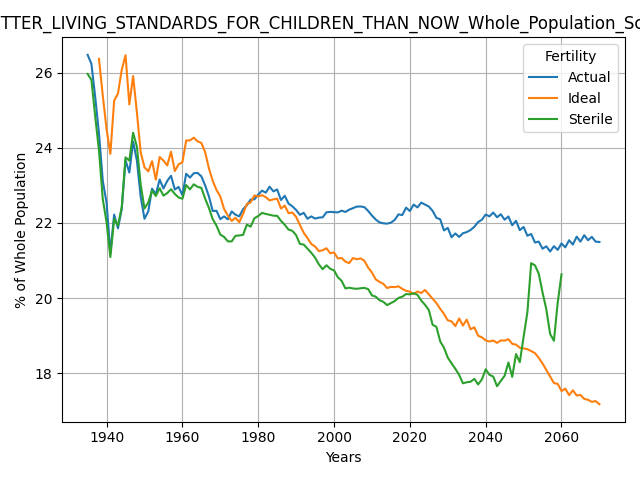 TTER_LIVING_STANDARDS_FOR_CHILDREN_THAN_NOW_Whole_Population_Sc
Fertility
Actual
Ideal
Sterile
% of Whole Population
26
24
22
20
18
1940 1960 1980 2000 2020 2040 2060
Years